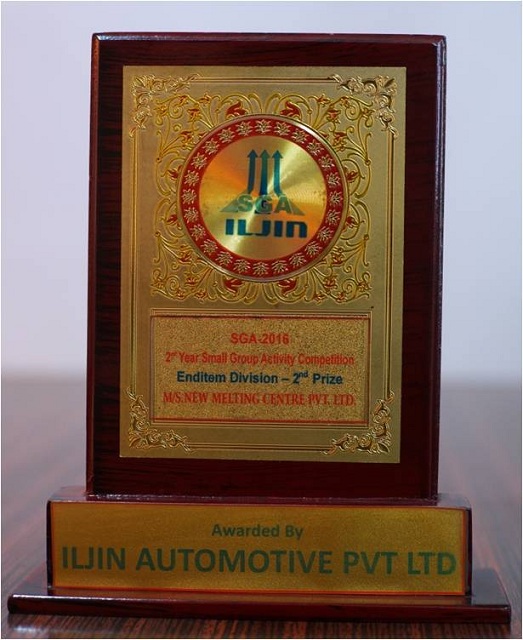 SGA
ILJIN
SGA-2016
2nd Year Small Group Activity Competition
Enditem Division – 2nd Prize
M/S.NEW MELTING CENTRE PVT. LTD.
Awarded By
ILJIN AUTOMOTIVE PVT LTD